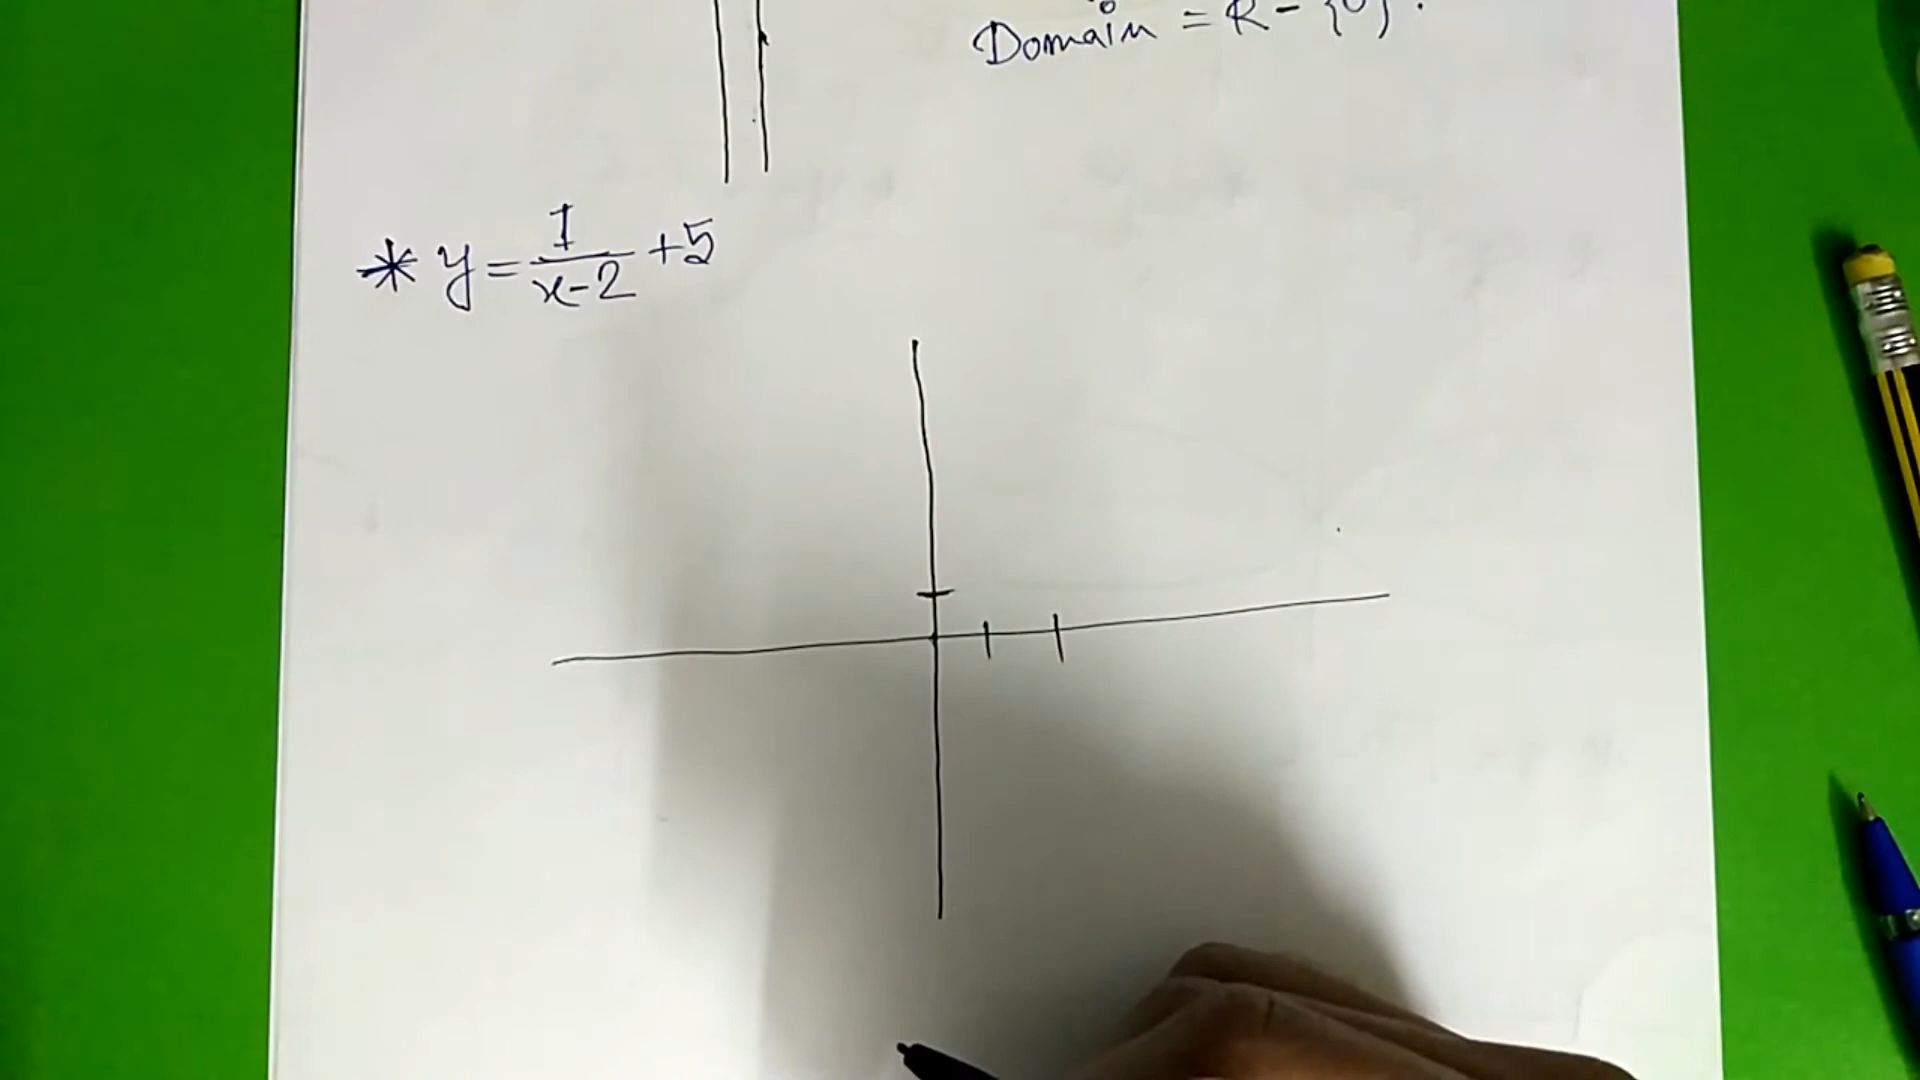 Domain = R - {0}.
* y = 1/(x-2) + 5